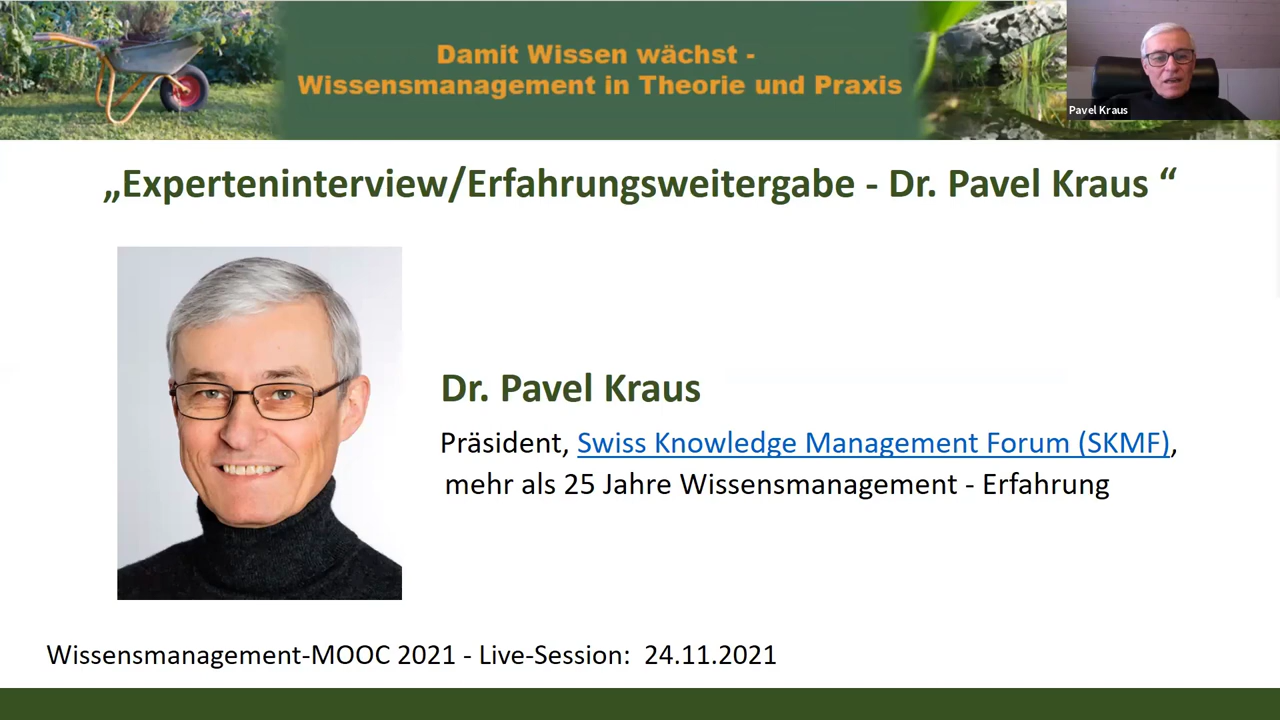 Damit Wissen wächst -
Wissensmanagement in Theorie und Praxis
Pavel Kraus
„Experteninterview/Erfahrungsweitergabe - Dr. Pavel Kraus “
Dr. Pavel Kraus
Präsident, Swiss Knowledge Management Forum (SKMF),
mehr als 25 Jahre Wissensmanagement - Erfahrung
Wissensmanagement-MOOC 2021 - Live-Session: 24.11.2021